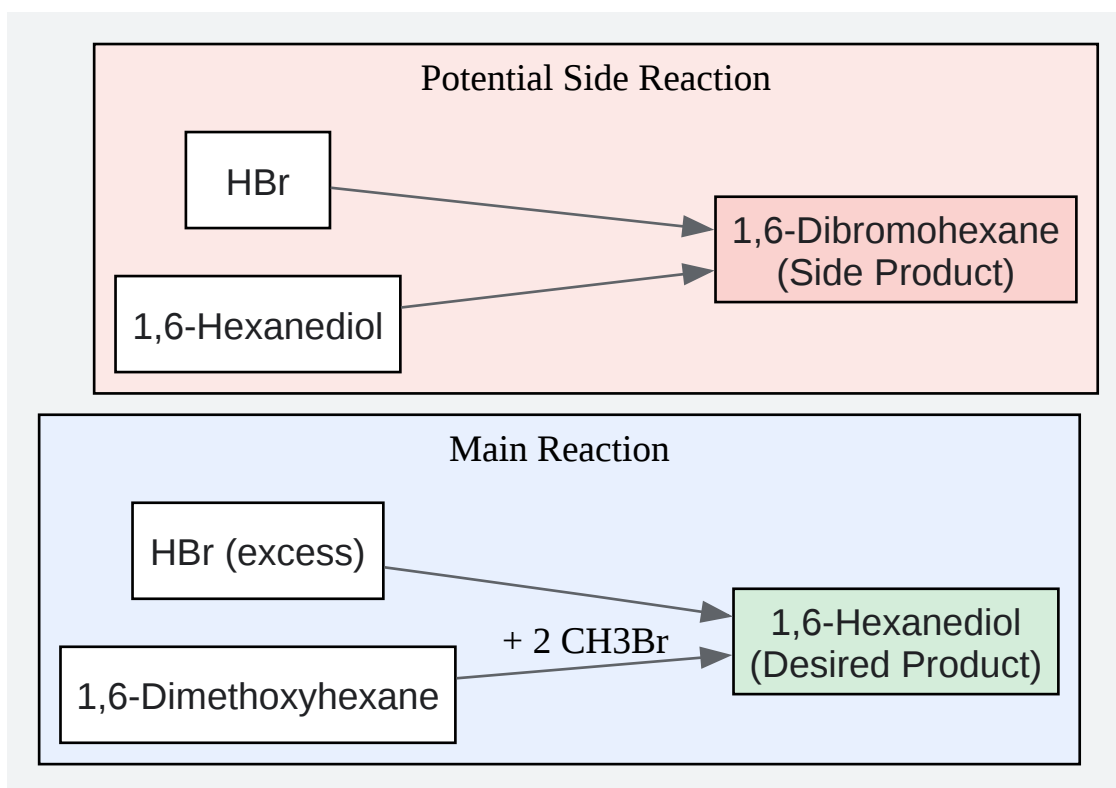 Potential Side Reaction
HBr
1,6-Hexanediol
1,6-Dibromohexane
(Side Product)
Main Reaction
HBr (excess)
1,6-Dimethoxyhexane
+ 2 CH3Br
1,6-Hexanediol
(Desired Product)